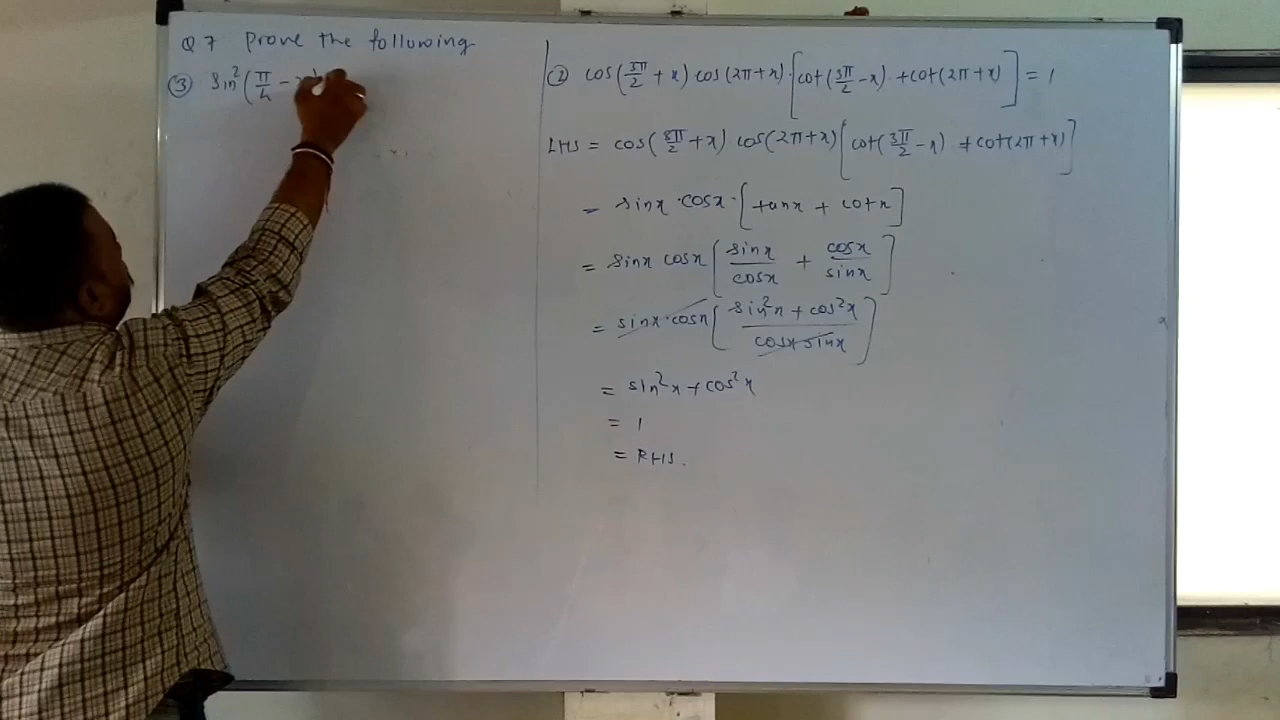 Q 7 Prove the following
③ sin²(π/2 -
② cos(3π/2 + x) cos(2π+x)·[cot(3π/2 - x) + cot(2π+x)] = 1
LHS = cos(3π/2 + x) cos(2π+x)[cot(3π/2 - x) + cot(2π+x)]
= sinx ·cosx·[tanx + cotx]
= sinx cosx[sinx/cosx + cosx/sinx]
= sinx·cosx[sin²x + cos²x/cosx sinx]
= sin²x + cos²x
= 1
= RHS.